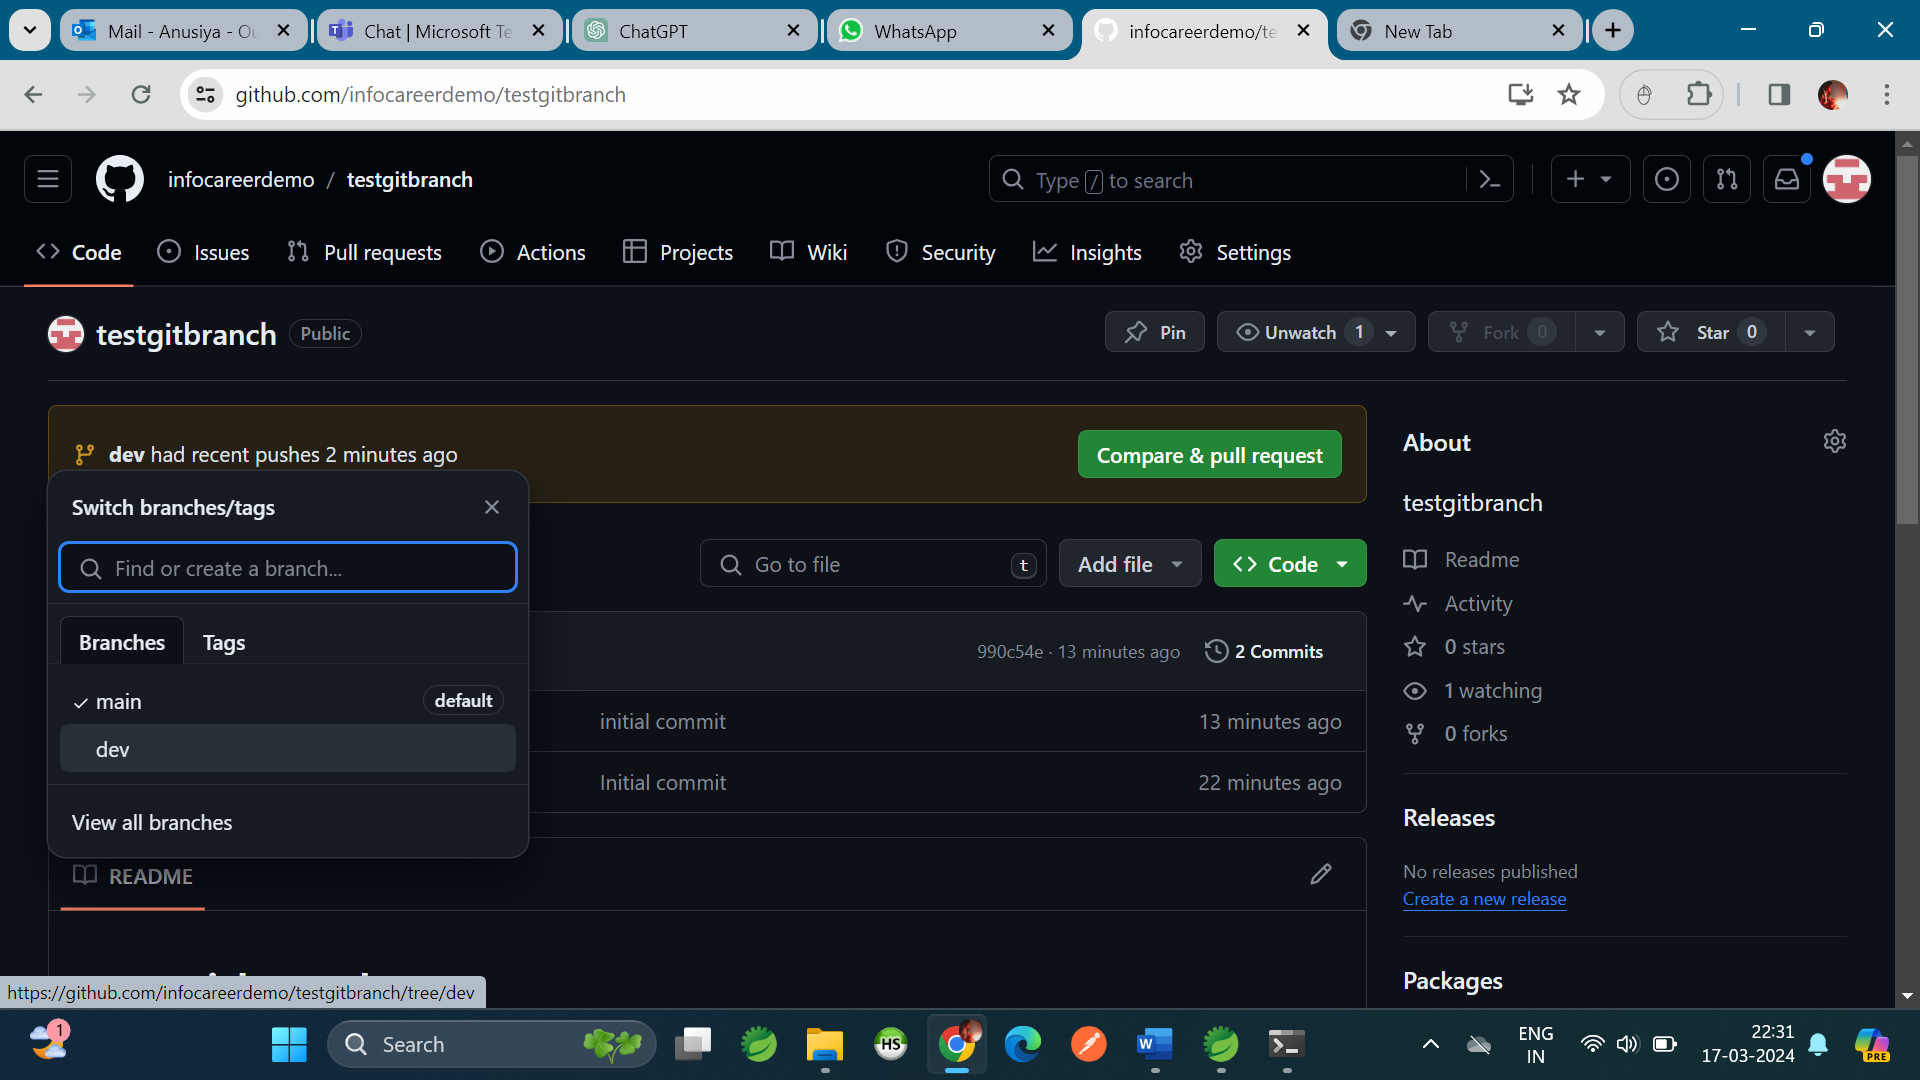 Mail - Anusiya - Ou
Chat | Microsoft Te
ChatGPT
WhatsApp
infocareerdemo/te
New Tab
github.com/infocareerdemo/testgitbranch
infocareerdemo / testgitbranch
Type / to search
Code
Issues
Pull requests
Actions
Projects
Wiki
Security
Insights
Settings
testgitbranch
Public
Pin
Unwatch 1
Fork 0
Star 0
dev had recent pushes 2 minutes ago
Compare & pull request
Switch branches/tags
Find or create a branch...
Branches
Tags
main
default
dev
View all branches
Go to file
t
Add file
Code
990c54e · 13 minutes ago
2 Commits
initial commit
13 minutes ago
Initial commit
22 minutes ago
README
About
testgitbranch
Readme
Activity
0 stars
1 watching
0 forks
Releases
No releases published
Create a new release
Packages
https://github.com/infocareerdemo/testgitbranch/tree/dev
1
Search
HS
W
ENG
IN
22:31
17-03-2024
PRE